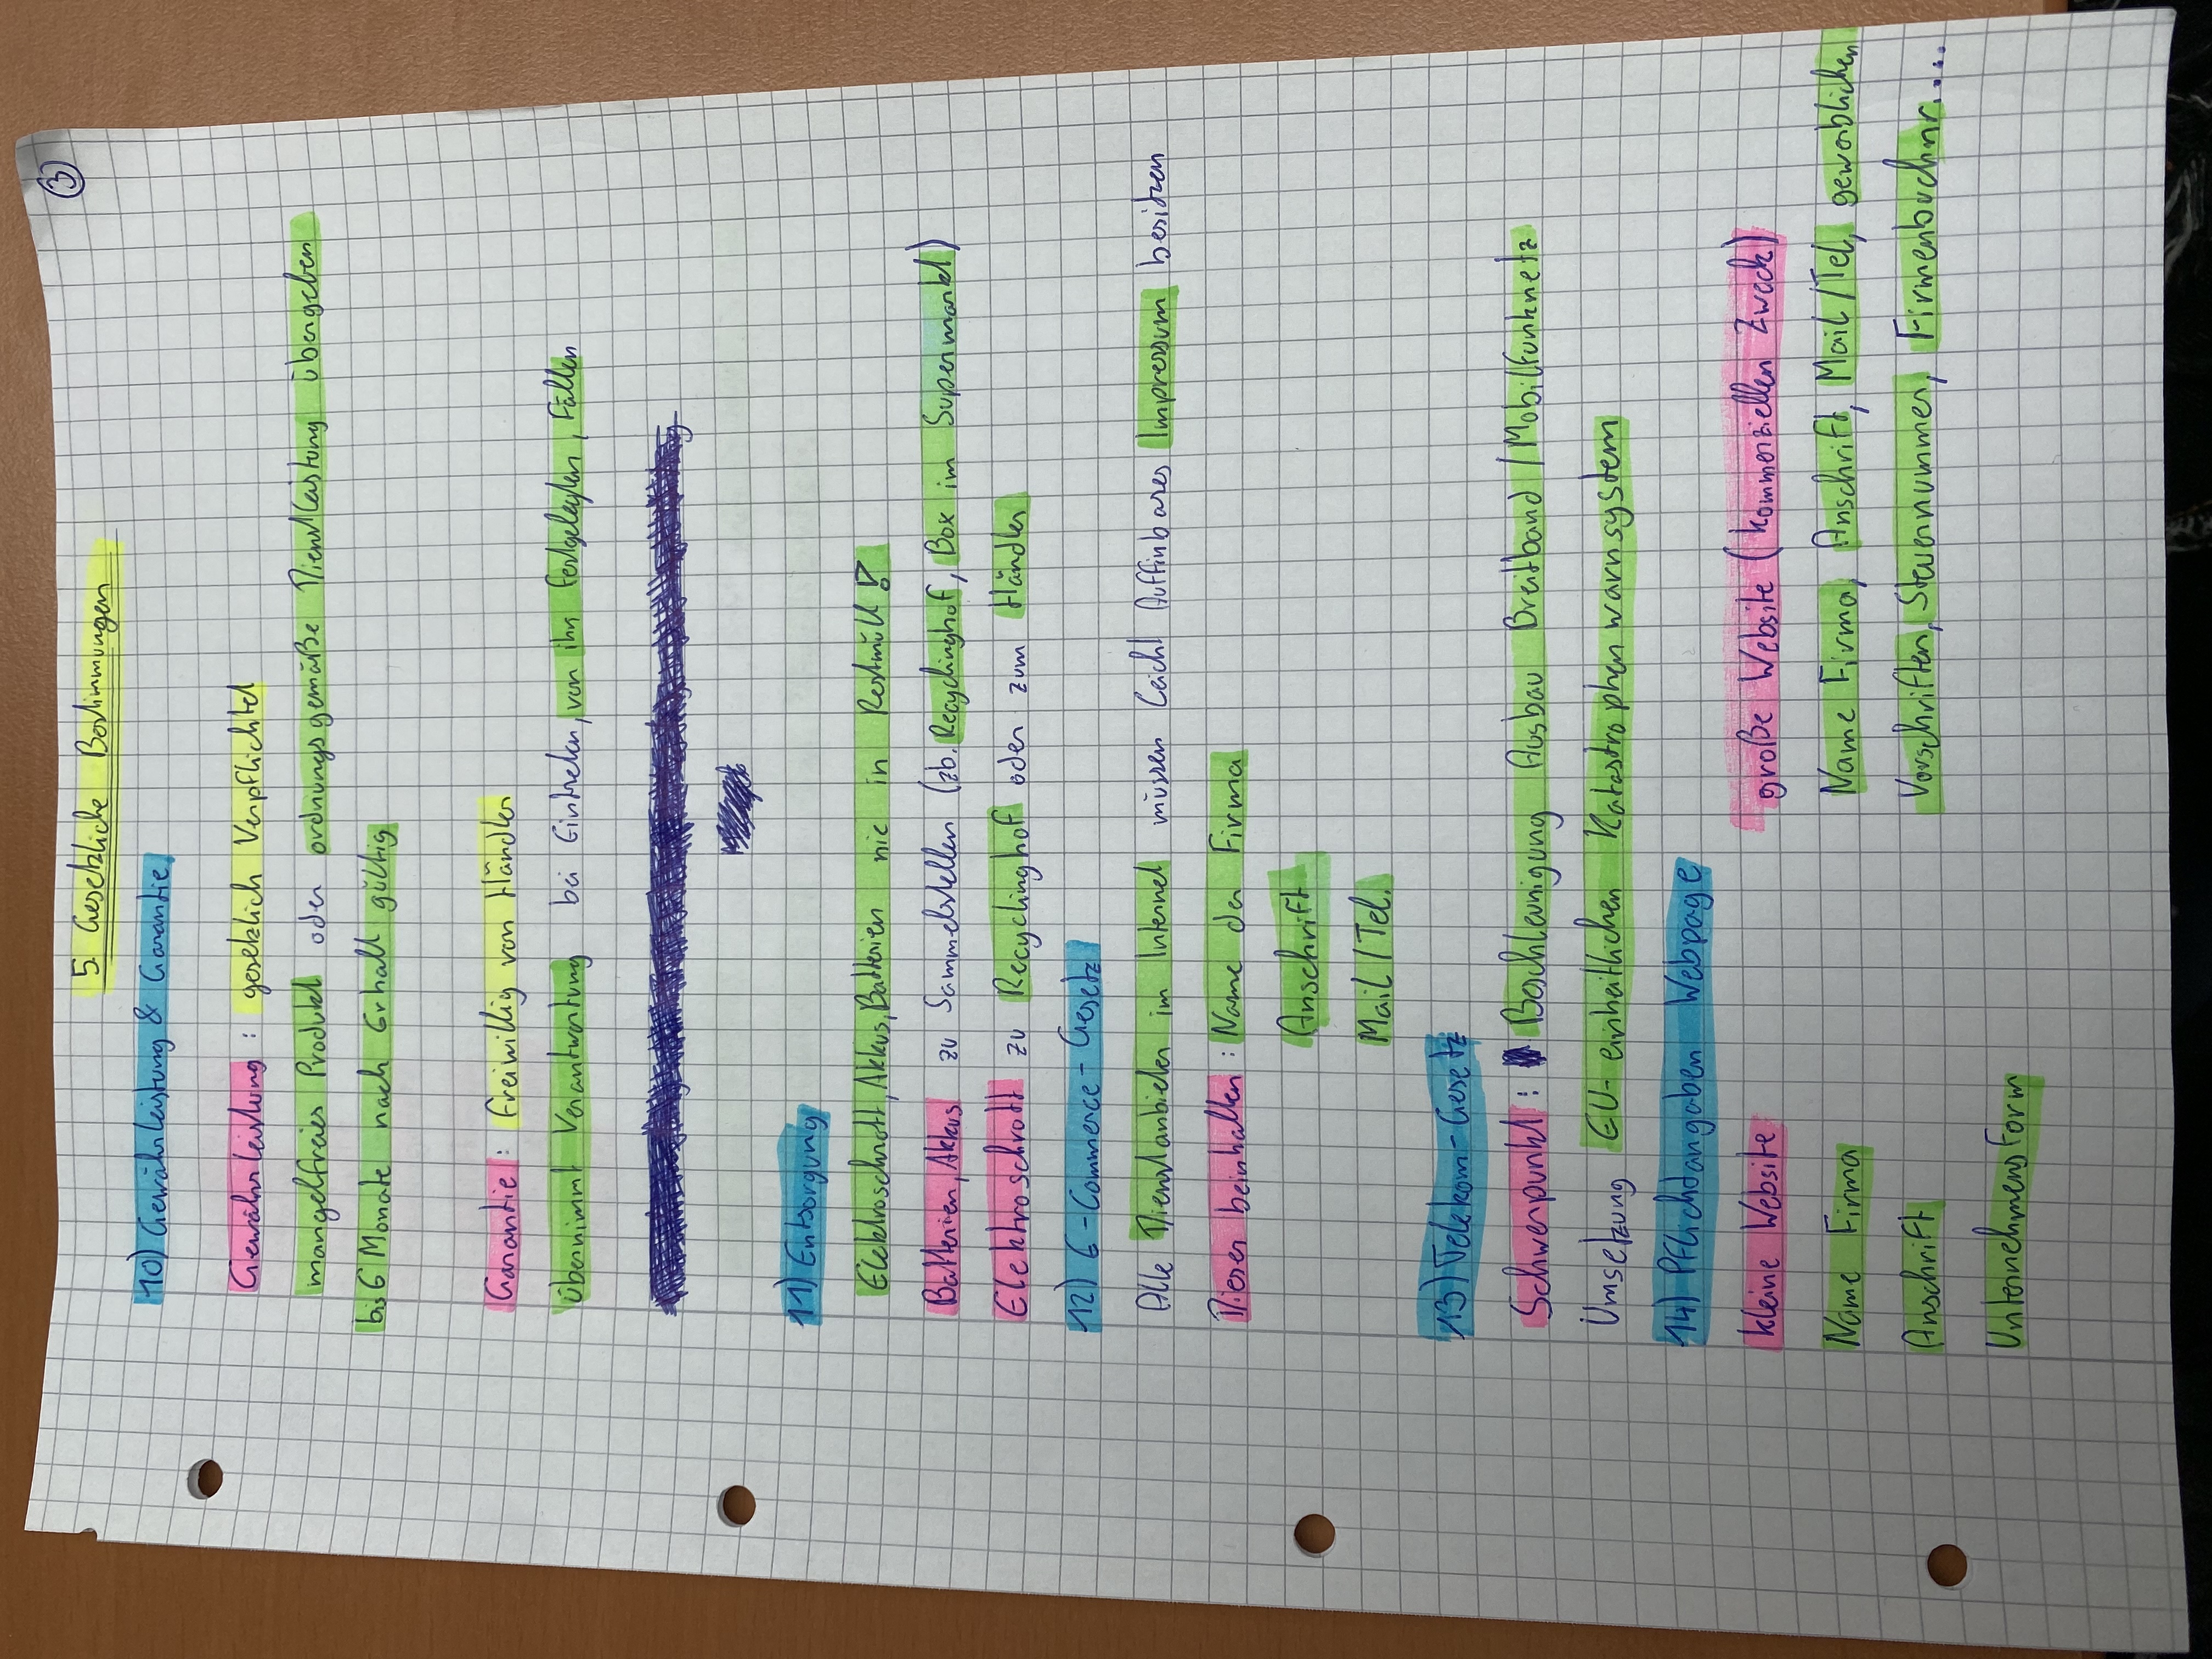 3
5. Gesetzliche Bestimmungen
10) Gewährleistung & Garantie
Gewährleistung : gesetzlich Verpflichtet
mangelfreies Produkt oder ordnungsgemäße Dienstleistung übergeben
bis 6 Monate nach Erhalt gültig
Garantie : Freiwillig von Händler
übernimmt Verantwortung bei Eintreten, von ihn festgelegten, Fällen
11) Entsorgung
Elektroschrott, Akkus, Batterien nie in Restmüll!
Batterien, Akkus zu Sammelstellen (zb. Recyclinghof, Box im Supermarkt)
Elektroschrott zu Recyclinghof oder zum Händler
12) E-Commerce-Gesetz
Alle Dienstanbieter im Internet müssen leicht Auffinbares Impressum besitzen
Dieses beinhalten : Name der Firma
Anschrift
Mail / Tel.
13) Telekom-Gesetz
Schwerpunkt : Beschleunigung Ausbau Breitband / Mobilfunknetz
Umsetzung EU-einheitlichen Katastrophenwarnsystem
14) Pflichtangaben Webpage
kleine Website große Website (kommerziellen Zweck)
Name Firma Name Firma, Anschrift, Mail / Tel, gewerblichen
Anschrift Vorschriften, Steuernummer, Firmenbuchnr....
Unternehmensform